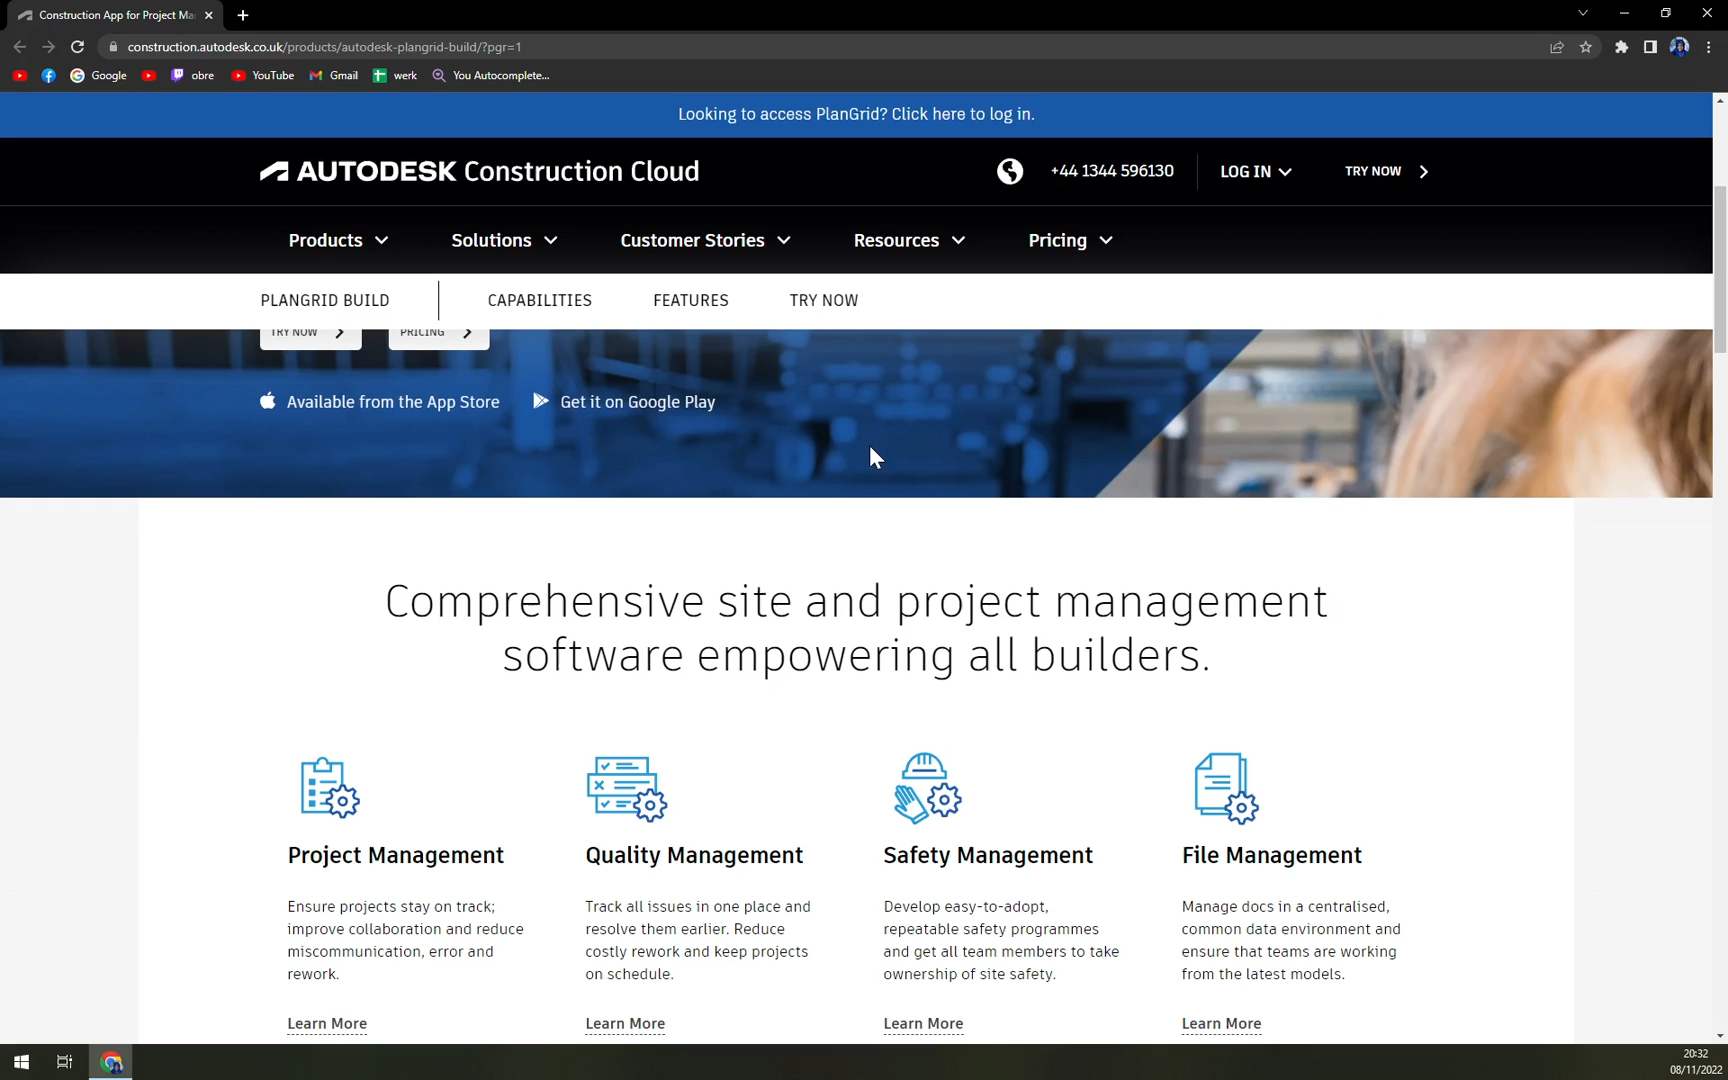 Construction App for Project Ma
construction.autodesk.co.uk/products/autodesk-plangrid-build/?pgr=1
Google
obre
YouTube
Gmail
werk
You Autocomplete...
Looking to access PlanGrid? Click here to log in.
AUTODESK Construction Cloud
+44 1344 596130
LOG IN
TRY NOW
Products
Solutions
Customer Stories
Resources
Pricing
PLANGRID BUILD
CAPABILITIES
FEATURES
TRY NOW
TRY NOW
PRICING
Available from the App Store
Get it on Google Play
Comprehensive site and project management
software empowering all builders.
Project Management
Ensure projects stay on track;
improve collaboration and reduce
miscommunication, error and
rework.
Learn More
Quality Management
Track all issues in one place and
resolve them earlier. Reduce
costly rework and keep projects
on schedule.
Learn More
Safety Management
Develop easy-to-adopt,
repeatable safety programmes
and get all team members to take
ownership of site safety.
Learn More
File Management
Manage docs in a centralised,
common data environment and
ensure that teams are working
from the latest models.
Learn More
20:32
08/11/2022